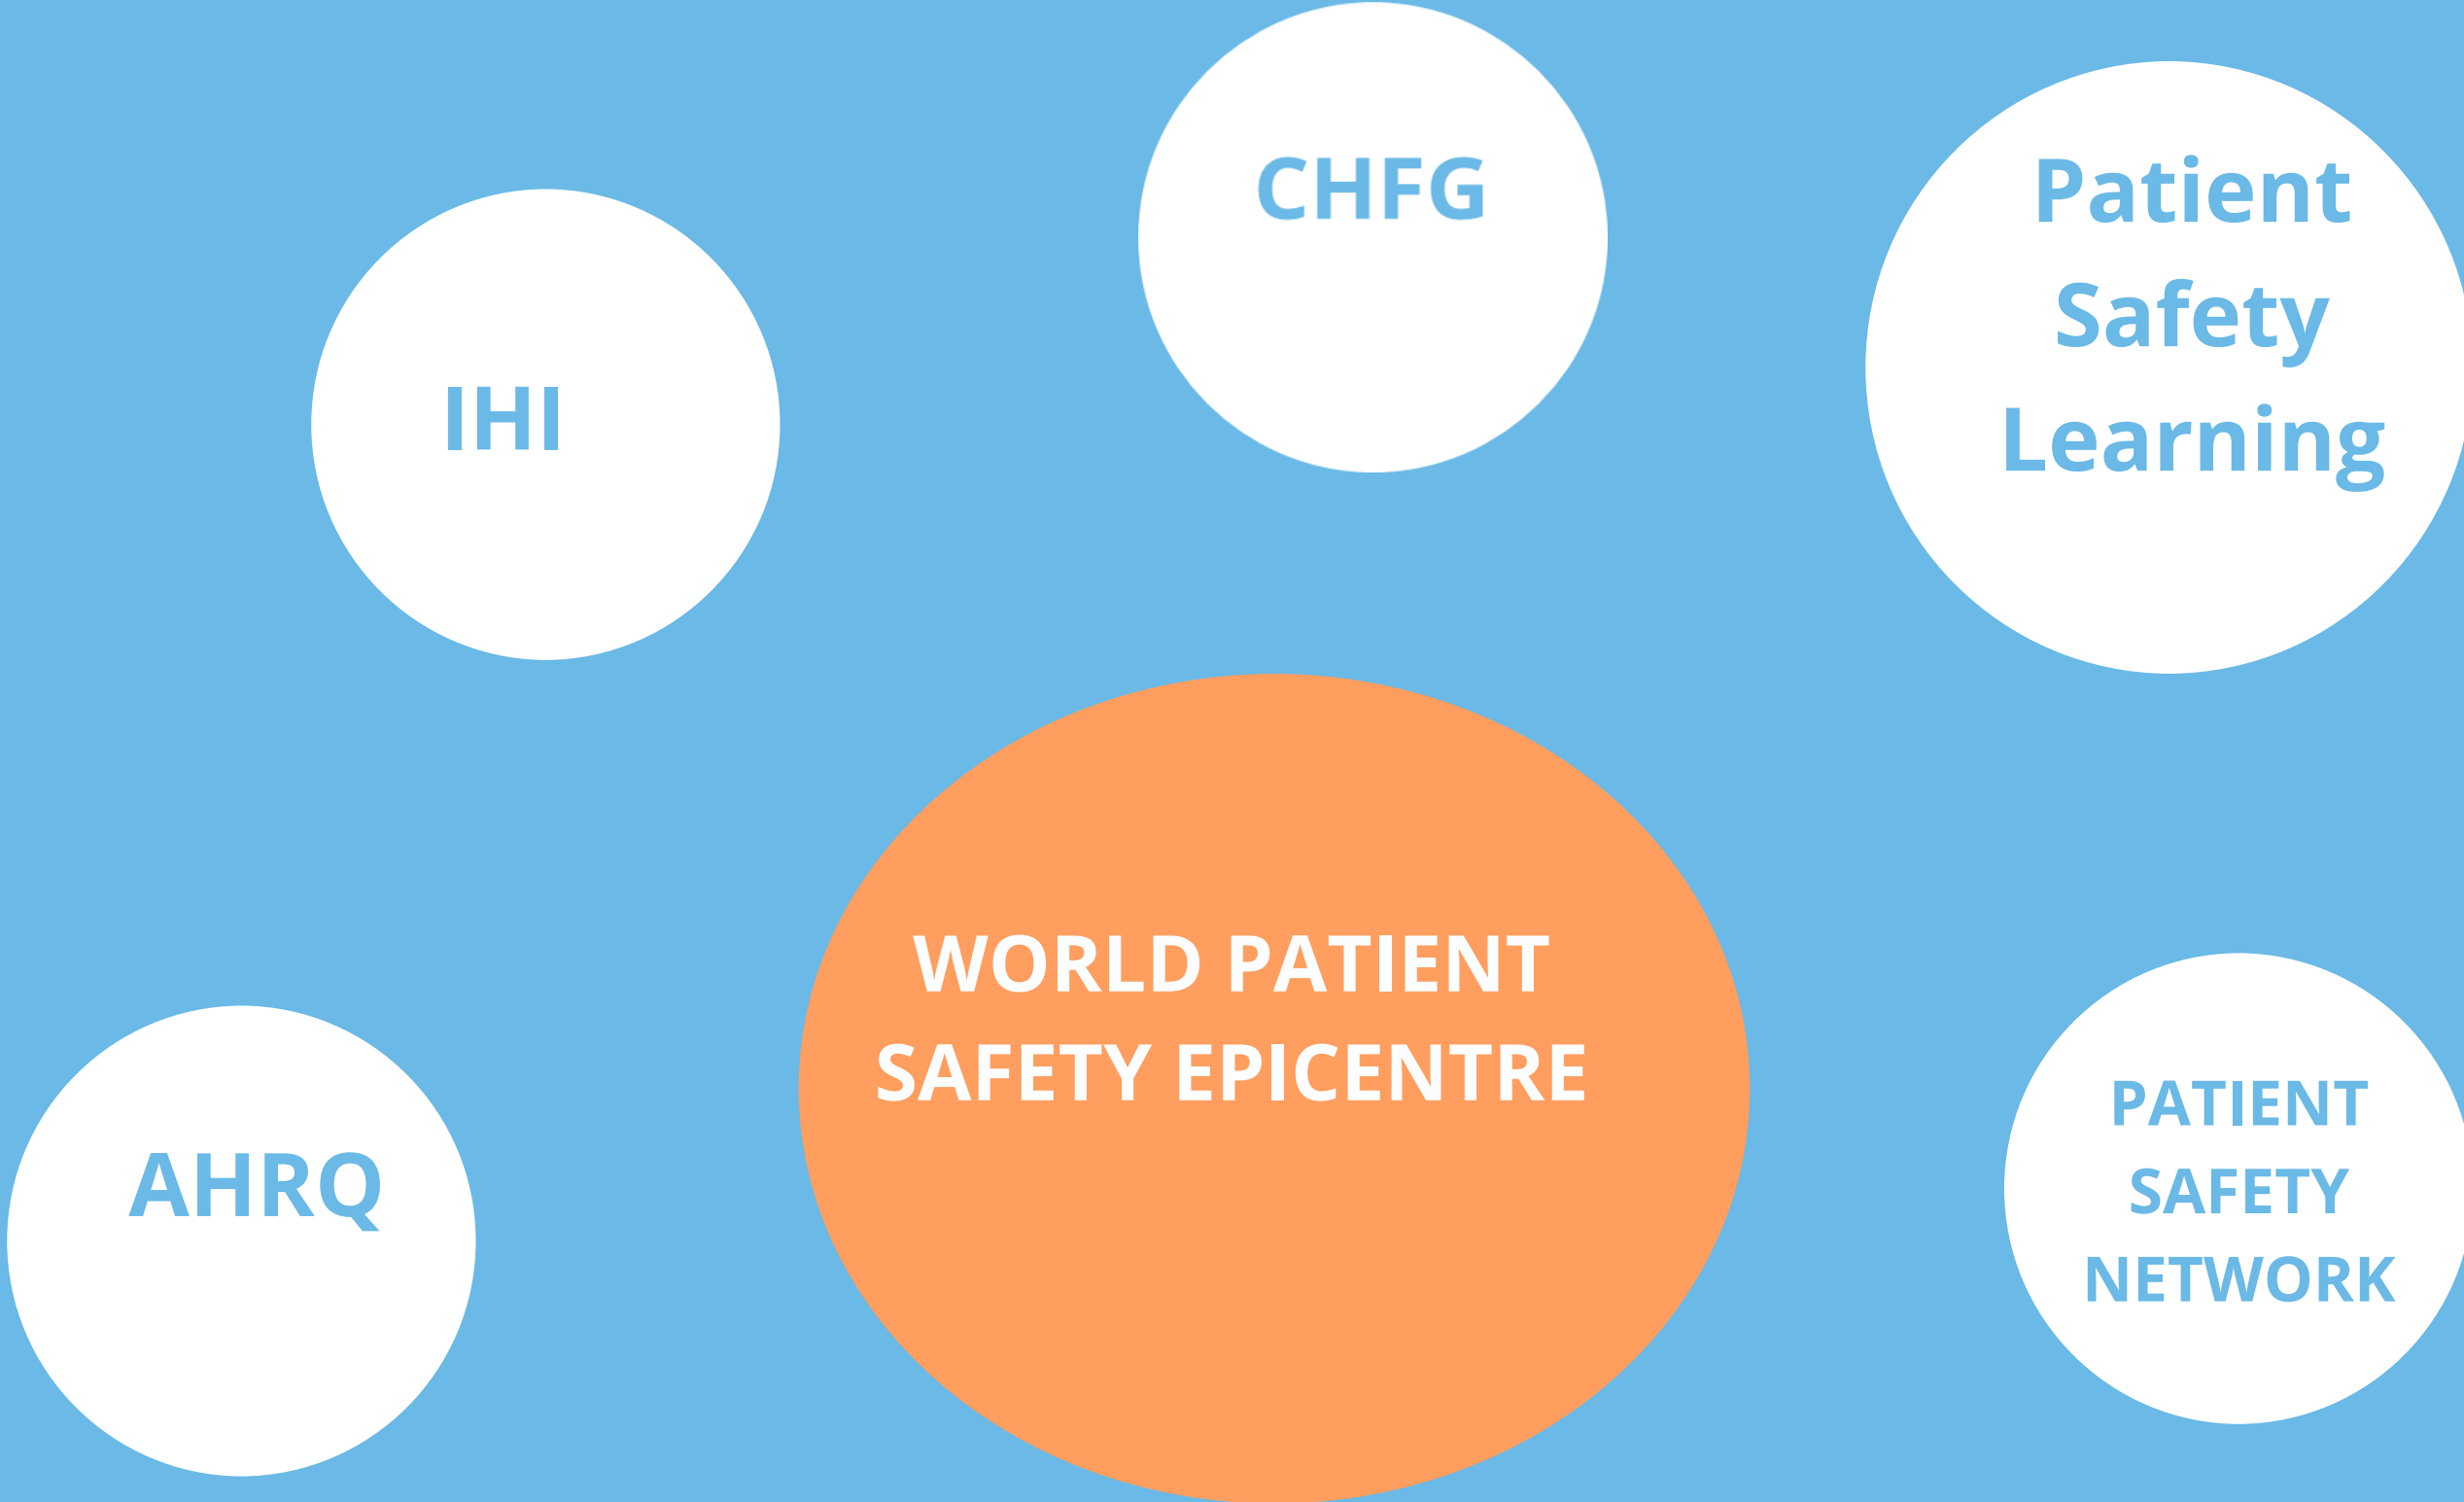 CHFG
Patient
Safety
Learning
IHI
WORLD PATIENT
SAFETY EPICENTRE
AHRQ
PATIENT
SAFETY
NETWORK